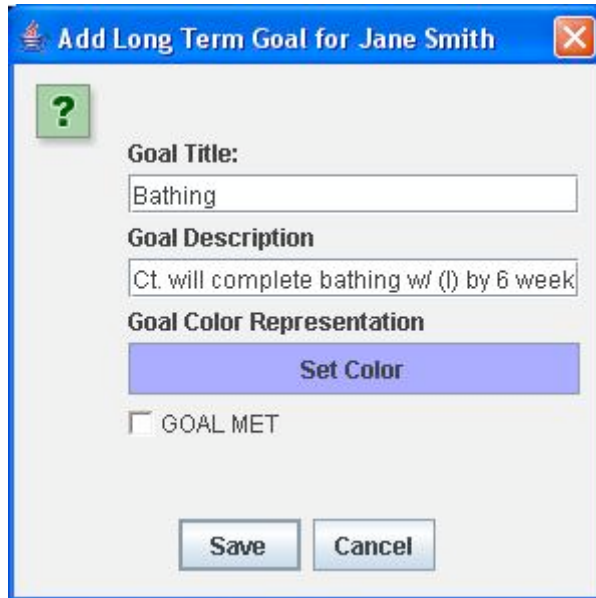 Add Long Term Goal for Jane Smith
?
Goal Title:
Bathing
Goal Description
Ct. will complete bathing w/ (I) by 6 week
Goal Color Representation
Set Color
GOAL MET
Save Cancel